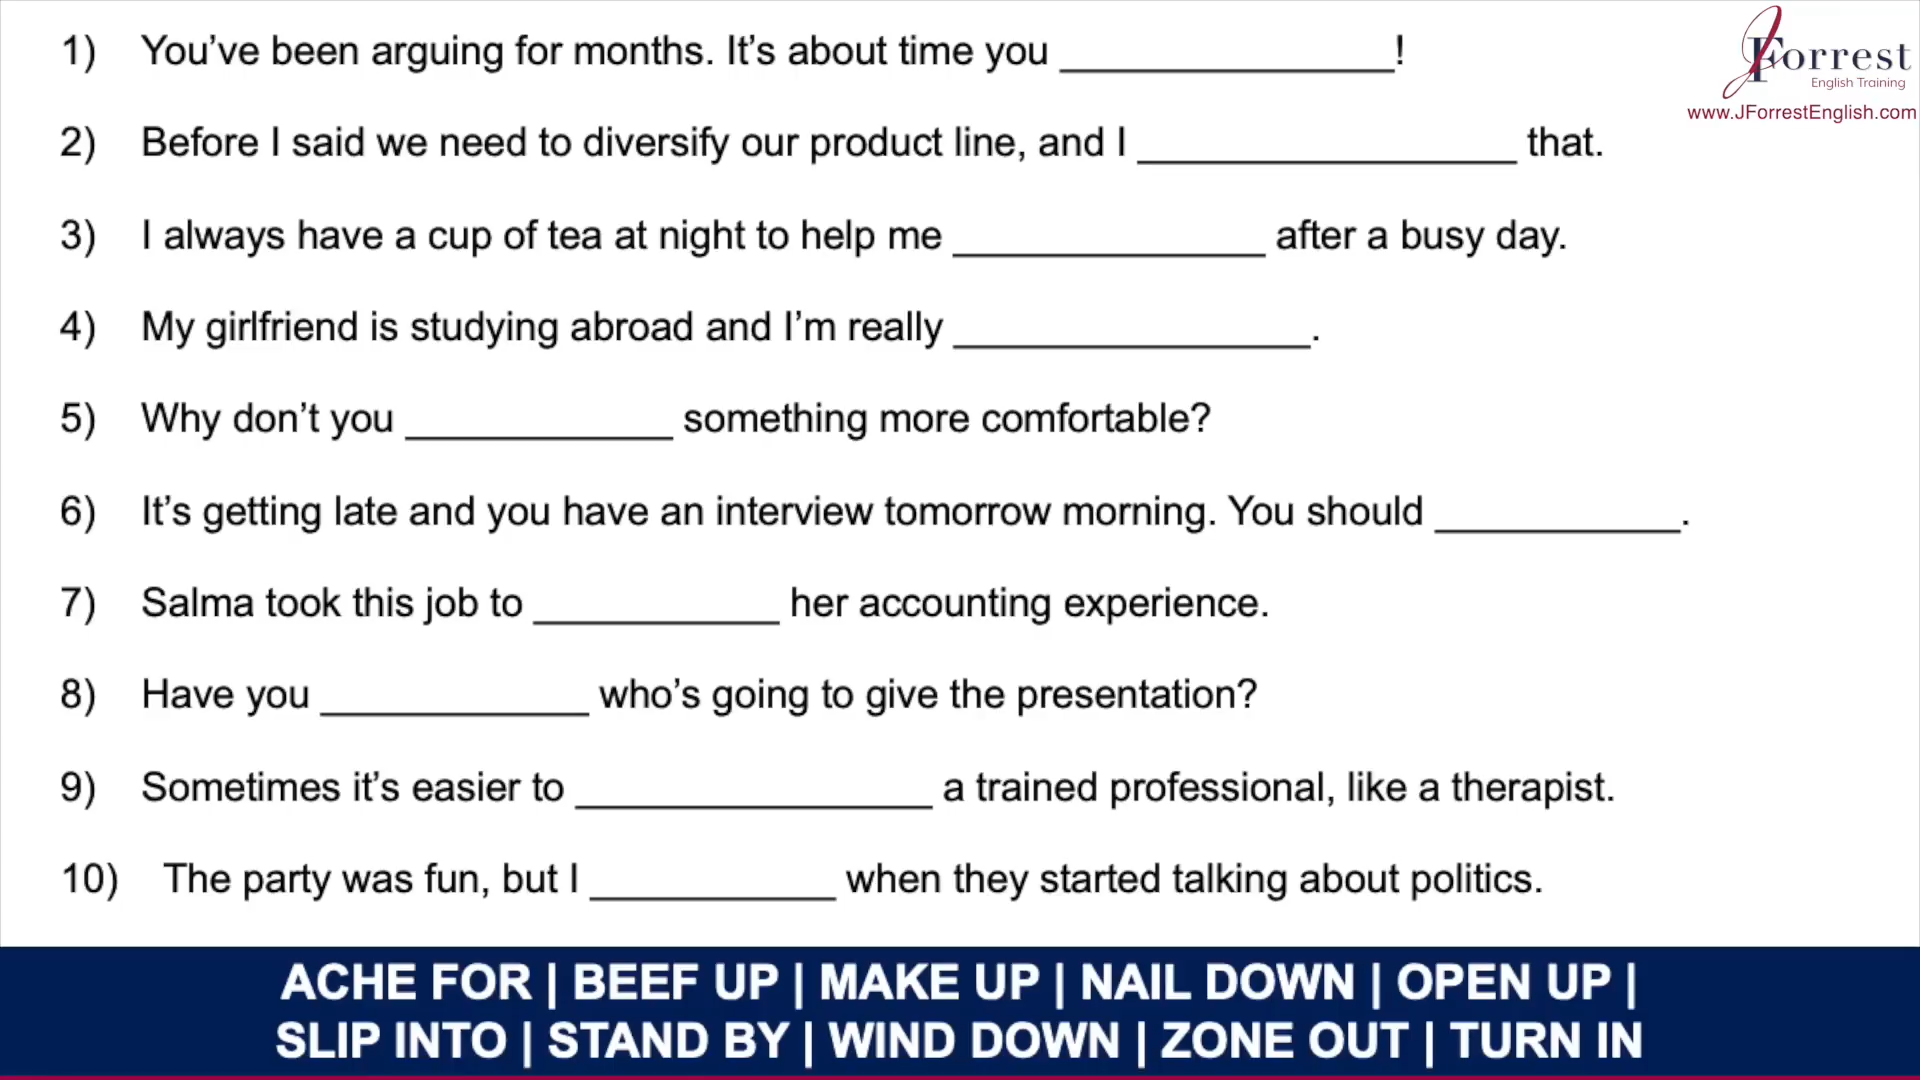 1) You’ve been arguing for months. It’s about time you _______________!
2) Before I said we need to diversify our product line, and I _________________ that.
3) I always have a cup of tea at night to help me ______________ after a busy day.
4) My girlfriend is studying abroad and I’m really ________________.
5) Why don’t you ____________ something more comfortable?
6) It’s getting late and you have an interview tomorrow morning. You should ___________.
7) Salma took this job to ___________ her accounting experience.
8) Have you ____________ who’s going to give the presentation?
9) Sometimes it’s easier to ________________ a trained professional, like a therapist.
10) The party was fun, but I ___________ when they started talking about politics.
JForrest
English Training
www.JForrestEnglish.com
ACHE FOR | BEEF UP | MAKE UP | NAIL DOWN | OPEN UP |
SLIP INTO | STAND BY | WIND DOWN | ZONE OUT | TURN IN